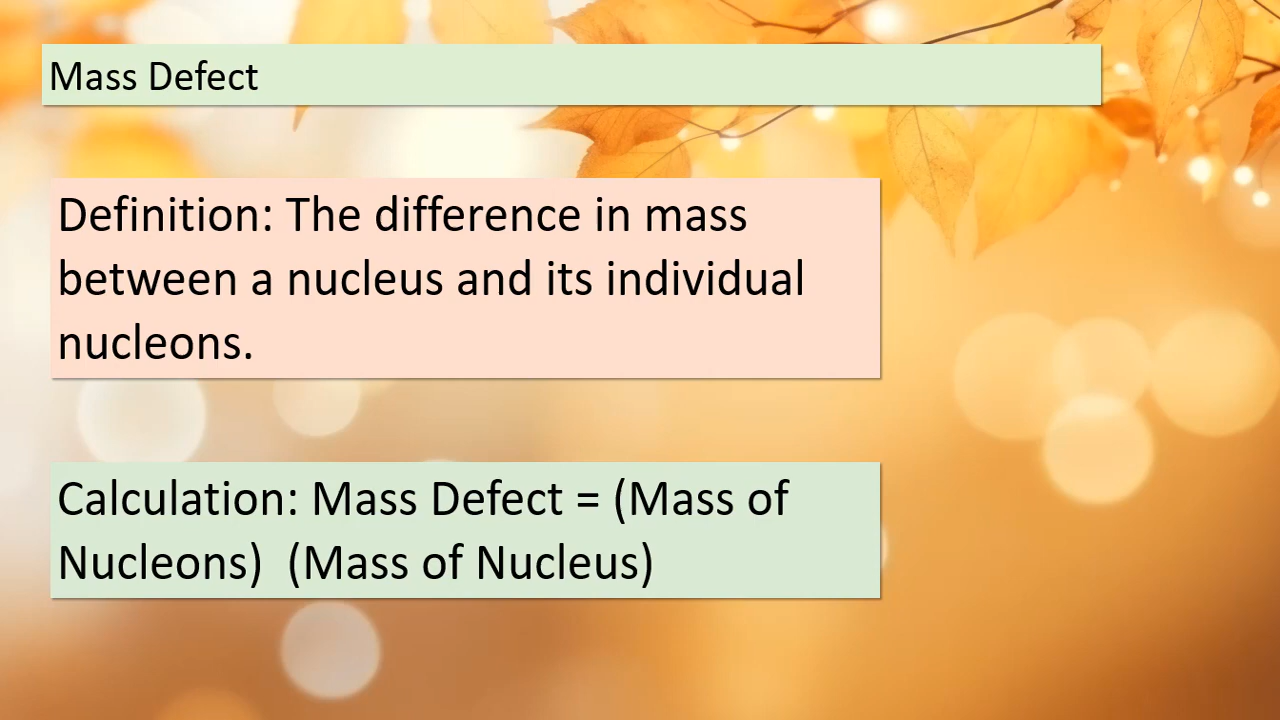 Mass Defect
Definition: The difference in mass
between a nucleus and its individual
nucleons.
Calculation: Mass Defect = (Mass of
Nucleons)  (Mass of Nucleus)